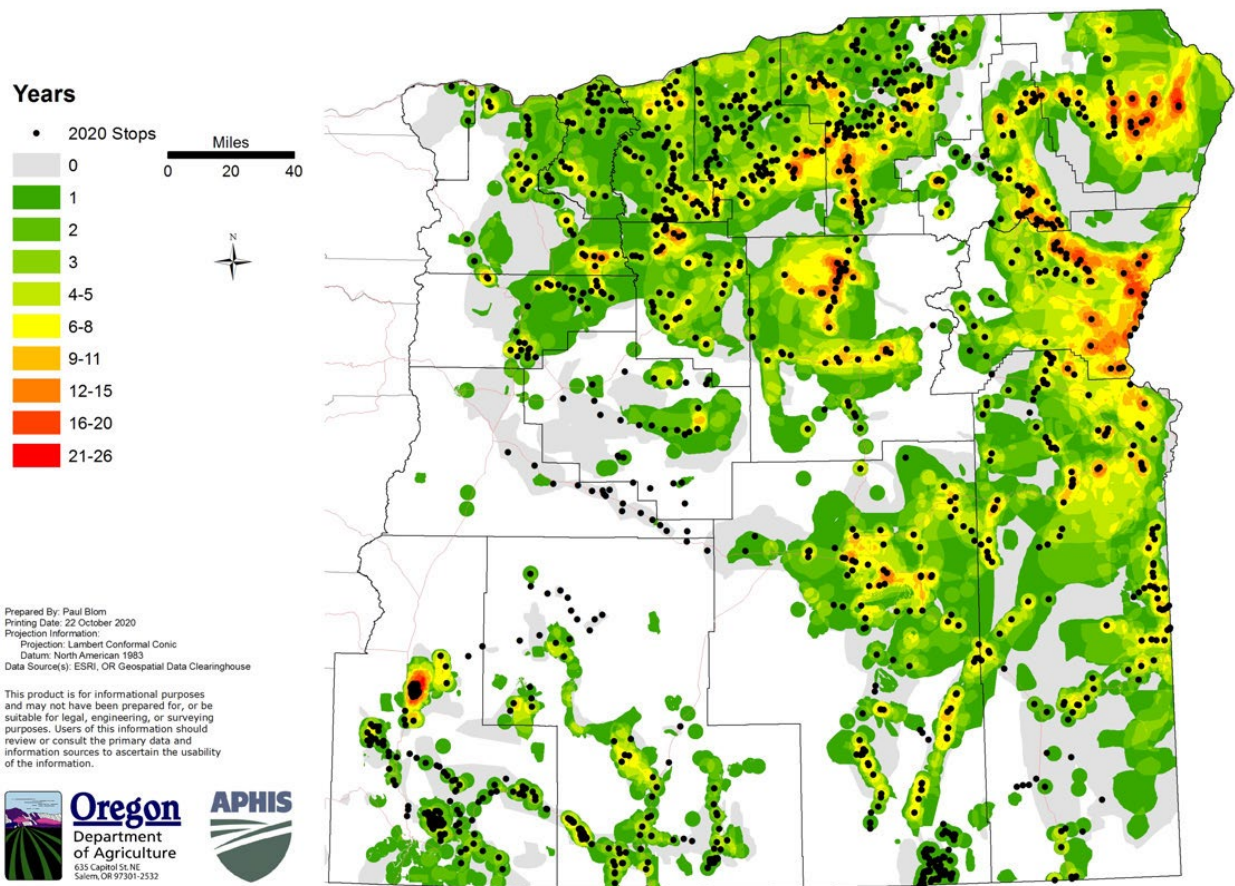 Years
2020 Stops
0
1
2
3
4-5
6-8
9-11
12-15
16-20
21-26
Miles
0 20 40
N
Prepared By: Paul Blom
Printing Date: 22 October 2020
Projection Information:
Projection: Lambert Conformal Conic
Datum: North American 1983
Data Source(s): ESRI, OR Geospatial Data Clearinghouse
This product is for informational purposes
and may not have been prepared for, or be
suitable for legal, engineering, or surveying
purposes. Users of this information should
review or consult the primary data and
information sources to ascertain the usability
of the information.
Oregon
Department
of Agriculture
635 Capitol St. NE
Salem, OR 97301-2532
APHIS